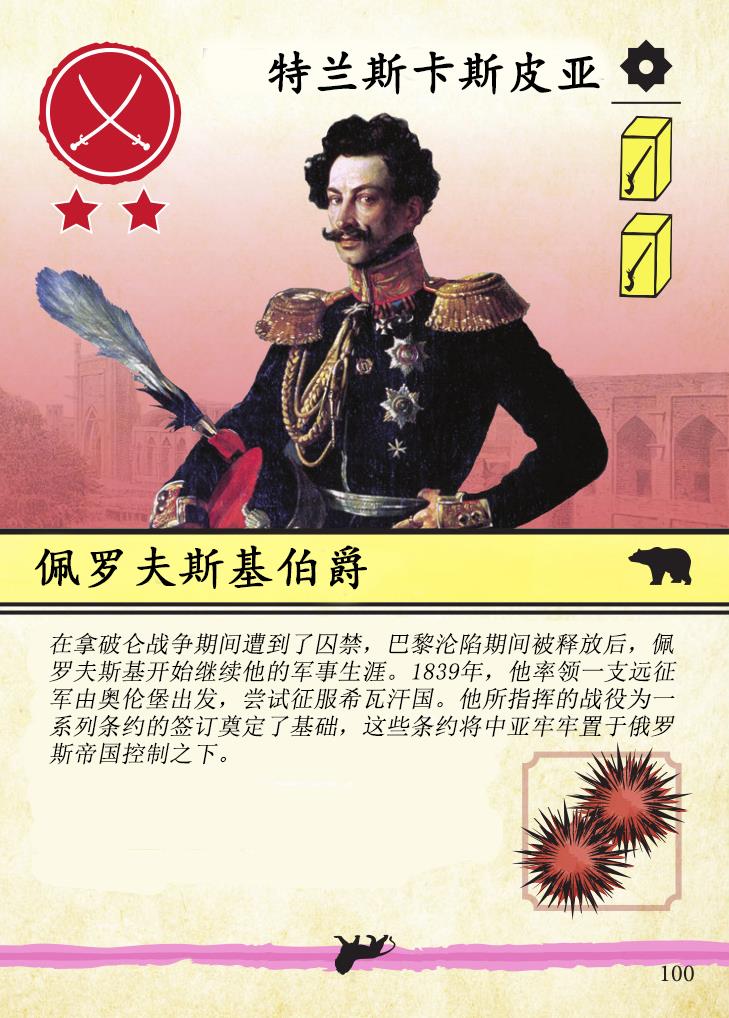 特兰斯卡斯皮亚
佩罗夫斯基伯爵
在拿破仑战争期间遭到了囚禁，巴黎沦陷期间被释放后，佩
罗夫斯基开始继续他的军事生涯。1839年，他率领一支远征
军由奥伦堡出发，尝试征服希瓦汗国。他所指挥的战役为一
系列条约的签订奠定了基础，这些条约将中亚牢牢置于俄罗
斯帝国控制之下。
100